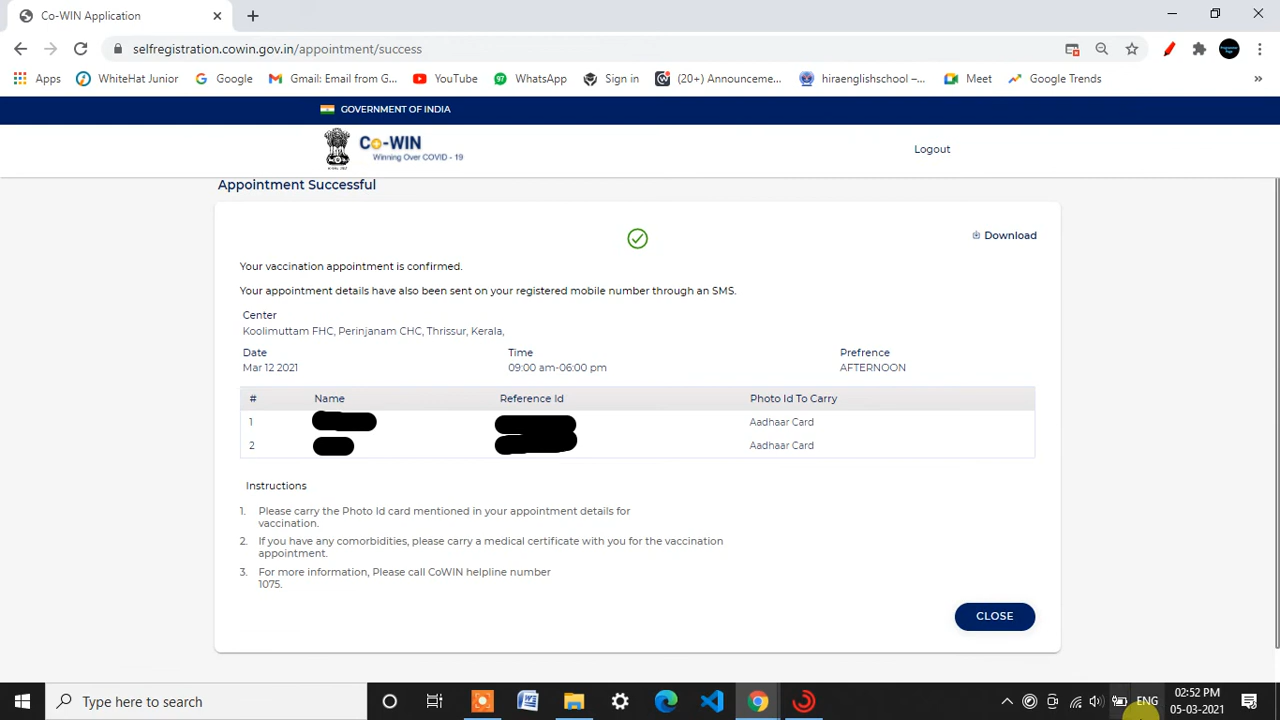 Co-WIN Application
selfregistration.cowin.gov.in/appointment/success
Apps WhiteHat Junior Google Gmail: Email from G... YouTube 97 WhatsApp Sign in (20+) Announceme... hiraenglishschool –... Meet Google Trends »
GOVERNMENT OF INDIA
Co-WIN
Winning Over COVID - 19
Logout
Appointment Successful
Download
Your vaccination appointment is confirmed.
Your appointment details have also been sent on your registered mobile number through an SMS.
Center
Koolimuttam FHC, Perinjanam CHC, Thrissur, Kerala,
Date Time Prefrence
Mar 12 2021 09:00 am-06:00 pm AFTERNOON
# Name Reference Id Photo Id To Carry
1 Aadhaar Card
2 Aadhaar Card
Instructions
1. Please carry the Photo Id card mentioned in your appointment details for
vaccination.
2. If you have any comorbidities, please carry a medical certificate with you for the vaccination
appointment.
3. For more information, Please call CoWIN helpline number
1075.
CLOSE
Type here to search
ENG
02:52 PM
05-03-2021